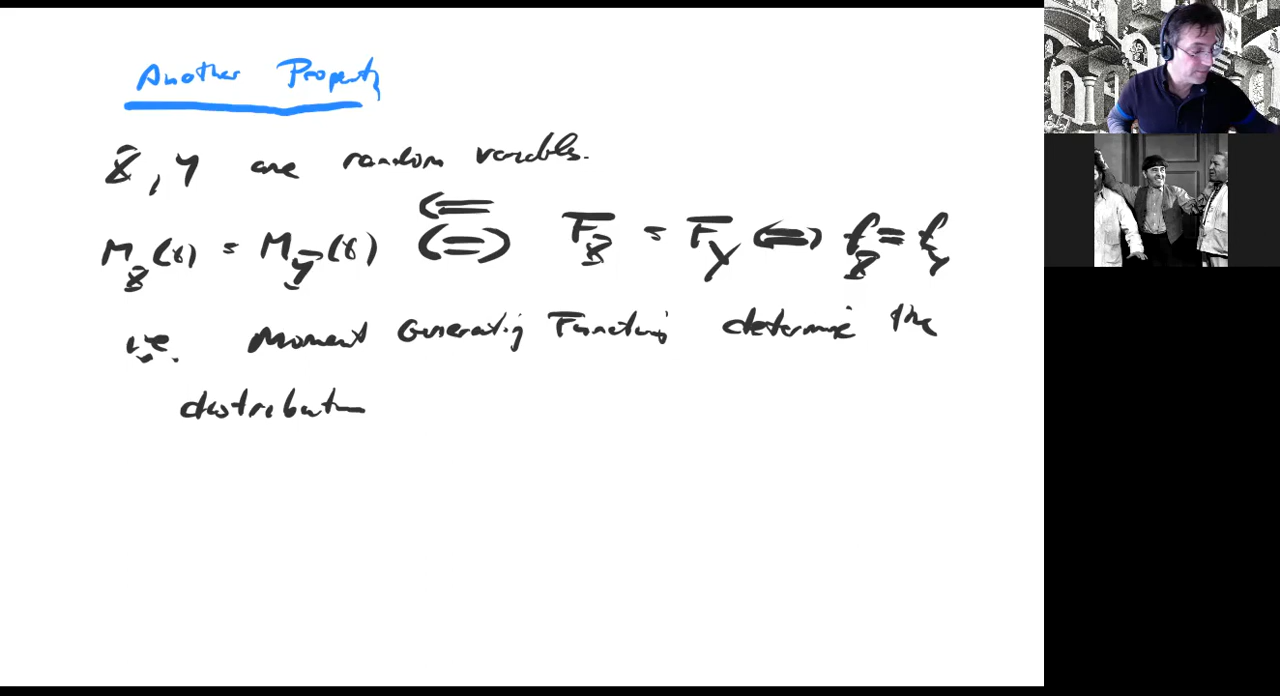 Another Property
X, Y are random variables.
⇐
M_X(t) = M_Y(t) ⇔ F_X = F_Y ⇔ f_X = f_Y
i.e. Moment Generating Functions determine the
distribution